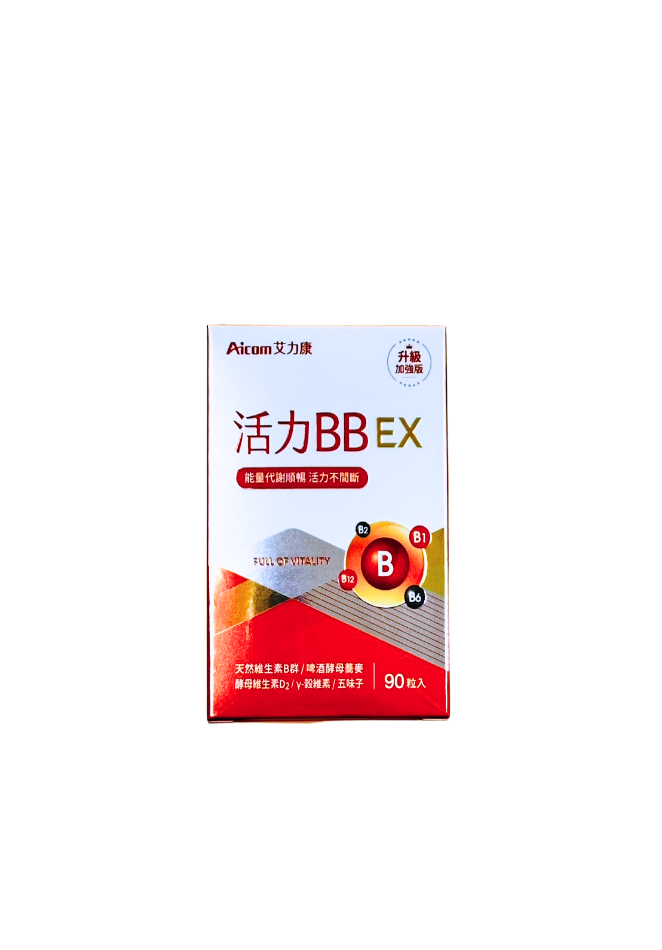 Aicom艾力康
升級
加強版
活力BB EX
能量代謝順暢 活力不間斷
B2
B1
B
B12
B6
FULL OF VITALITY
天然維生素B群/啤酒酵母蕎麥
酵母維生素D2/γ-穀維素/五味子
90粒入